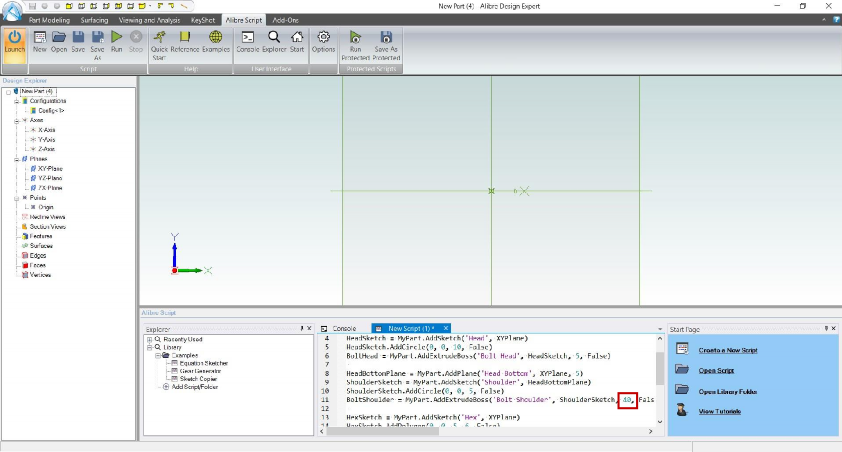 New Part (4) - Alibre Design Expert
Part Modeling Surfacing Viewing and Analysis KeyShot Alibre Script Add-Ons
Launch New Open Save Save As Run Stop Quick Start Reference Examples Console Explorer Start Options Run Protected Save As Protected
Script Help User Interface Protected Scripts
Design Explorer
New Part (4)
Configurations
Config<1>
Axes
X-Axis
Y-Axis
Z-Axis
Planes
XY-Plane
YZ-Plane
ZX-Plane
Points
Origin
Redline Views
Section Views
Features
Surfaces
Edges
Faces
Vertices
Y
X
Alibre Script
Explorer
Recently Used
Library
Examples
Equation Sketcher
Gear Generator
Sketch Copier
Add Script/Folder
Console New Script (1) *
4 HeadSketch = MyPart.AddSketch('Head', XYPlane)
5 HeadSketch.AddCircle(0, 0, 10, False)
6 BoltHead = MyPart.AddExtrudeBoss('Bolt Head', HeadSketch, 5, False)
7
8 HeadBottomPlane = MyPart.AddPlane('Head Bottom', XYPlane, 5)
9 ShoulderSketch = MyPart.AddSketch('Shoulder', HeadBottomPlane)
10 ShoulderSketch.AddCircle(0, 0, 5, False)
11 BoltShoulder = MyPart.AddExtrudeBoss('Bolt Shoulder', ShoulderSketch, 40, Fals
12
13 HexSketch = MyPart.AddSketch('Hex', XYPlane)
14 HexSketch.AddPolygon(0, 0, 5, 6, False)
Start Page
Create a New Script
Open Script
Open Library Folder
View Tutorials